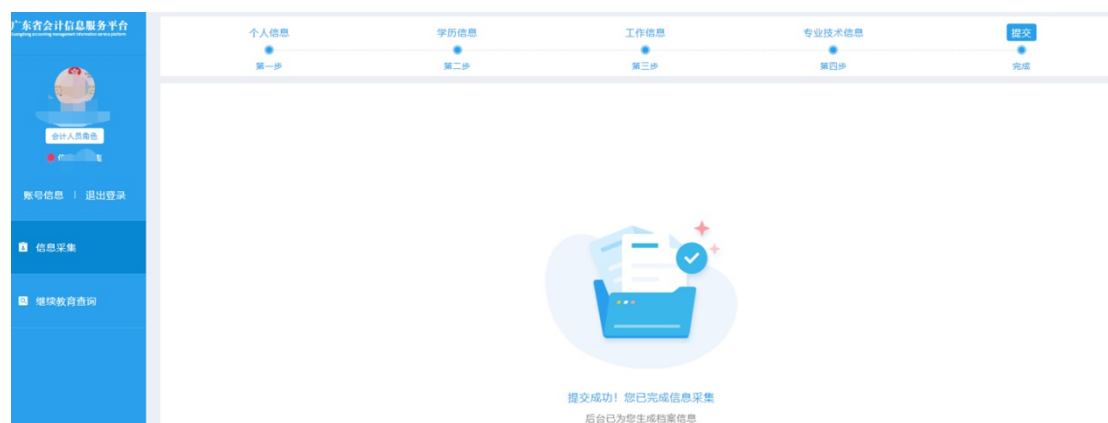 广东省会计信息服务平台
个人信息
学历信息
工作信息
专业技术信息
提交
第一步
第二步
第三步
第四步
完成
会计人员角色
账号信息 | 退出登录
信息采集
继续教育查询
提交成功！您已完成信息采集
后台已为您生成档案信息